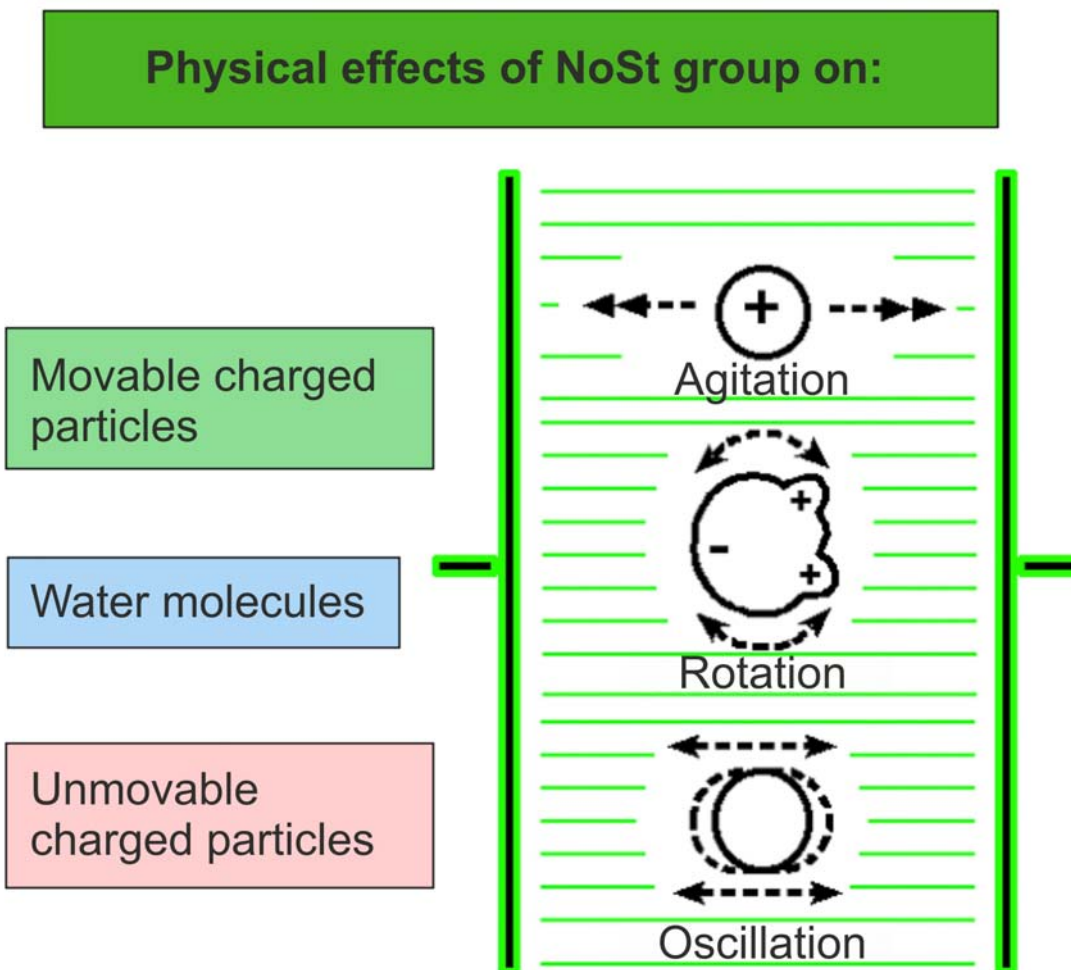 Physical effects of NoSt group on:
+
Agitation
Movable charged
particles
+
-
+
Water molecules
Rotation
Unmovable
charged particles
Oscillation